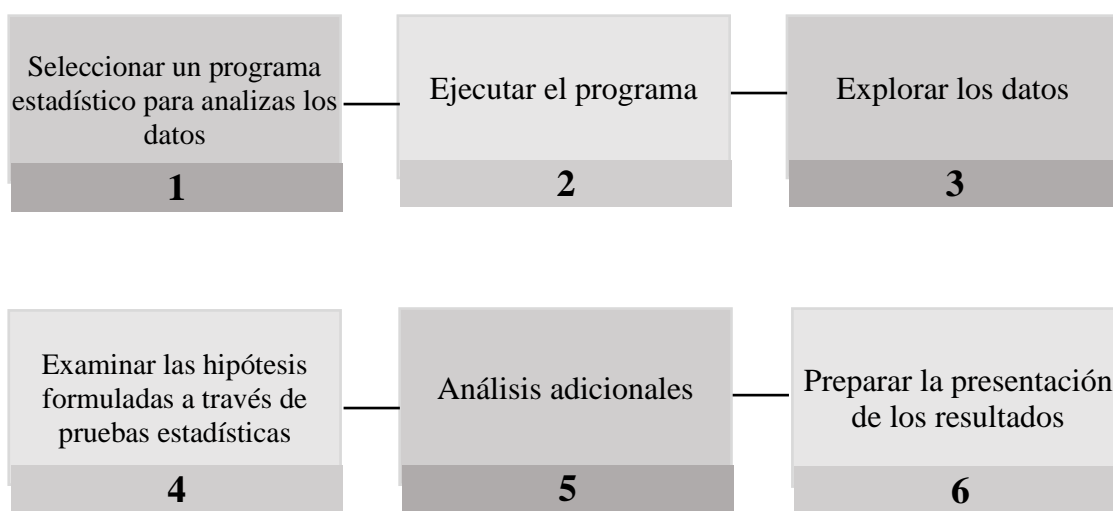 Seleccionar un programa
estadístico para analizas los
datos
1
Ejecutar el programa
2
Explorar los datos
3
Examinar las hipótesis
formuladas a través de
pruebas estadísticas
4
Análisis adicionales
5
Preparar la presentación
de los resultados
6